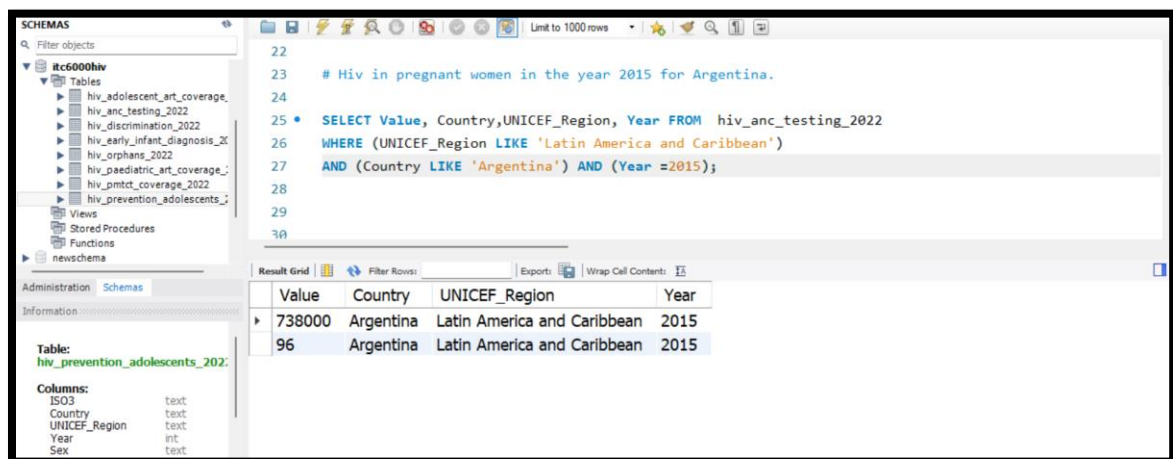 SCHEMAS
Filter objects
itc6000hiv
Tables
hiv_adolescent_art_coverage_
hiv_anc_testing_2022
hiv_discrimination_2022
hiv_early_infant_diagnosis_20
hiv_orphans_2022
hiv_paediatric_art_coverage_
hiv_pmtct_coverage_2022
hiv_prevention_adolescents_2
Views
Stored Procedures
Functions
newschema
Administration Schemas
Information
Table:
hiv_prevention_adolescents_202
Columns:
ISO3 text
Country text
UNICEF_Region text
Year int
Sex text
Limit to 1000 rows
22
23 # Hiv in pregnant women in the year 2015 for Argentina.
24
25 SELECT Value, Country,UNICEF_Region, Year FROM hiv_anc_testing_2022
26 WHERE (UNICEF_Region LIKE 'Latin America and Caribbean')
27 AND (Country LIKE 'Argentina') AND (Year =2015);
28
29
30
Result Grid Filter Rows: Export: Wrap Cell Content:
Value Country UNICEF_Region Year
738000 Argentina Latin America and Caribbean 2015
96 Argentina Latin America and Caribbean 2015